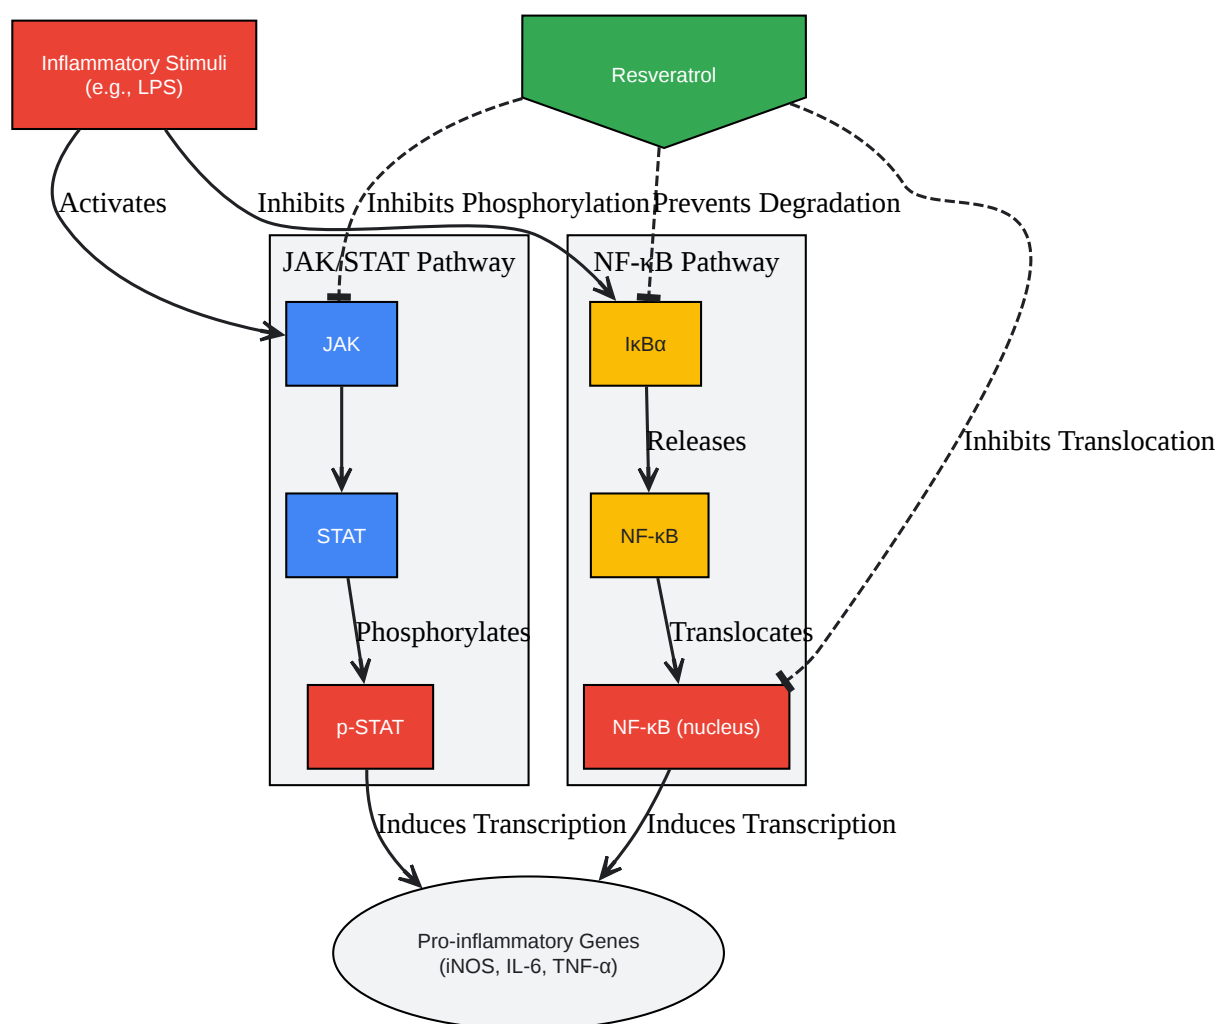 Inflammatory Stimuli
(e.g., LPS)
Resveratrol
Activates
Inhibits
Inhibits Phosphorylation
Prevents Degradation
JAK/STAT Pathway
NF-κB Pathway
JAK
IκBα
Releases
Inhibits Translocation
STAT
NF-κB
Phosphorylates
Translocates
p-STAT
NF-κB (nucleus)
Induces Transcription
Induces Transcription
Pro-inflammatory Genes
(iNOS, IL-6, TNF-α)